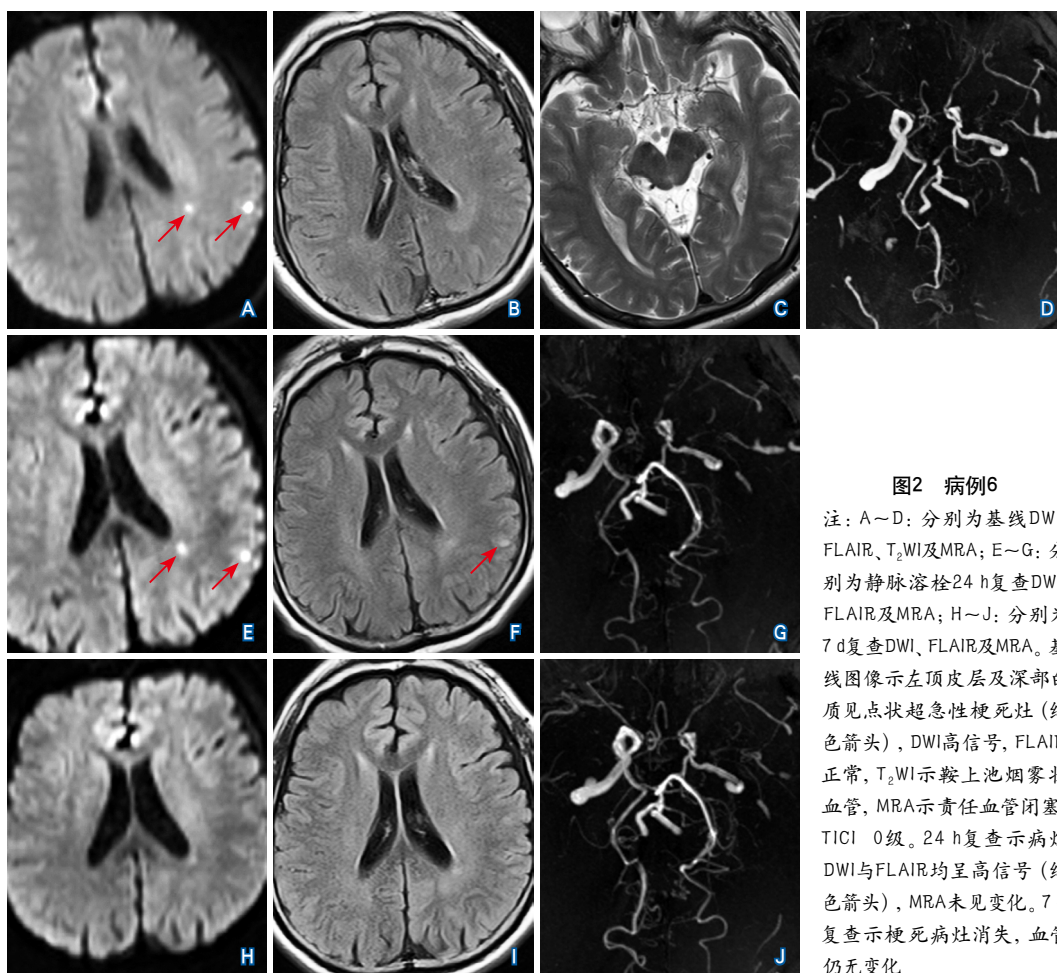 A
B
C
D
E
F
G
H
I
J
图2 病例6
注: A～D: 分别为基线DW
FLAIR、T₂WI及MRA; E～G: 分
别为静脉溶栓24 h复查DW
FLAIR及MRA; H～J: 分别为
7 d复查DWI、FLAIR及MRA。基
线图像示左顶皮层及深部白
质见点状超急性梗死灶 (红
色箭头) , DWI高信号, FLAIR
正常, T₂WI示鞍上池烟雾状
血管, MRA示责任血管闭塞
TICI 0级。24 h复查示病灶
DWI与FLAIR均呈高信号 (红
色箭头) , MRA未见变化。7
复查示梗死病灶消失, 血管
仍无变化